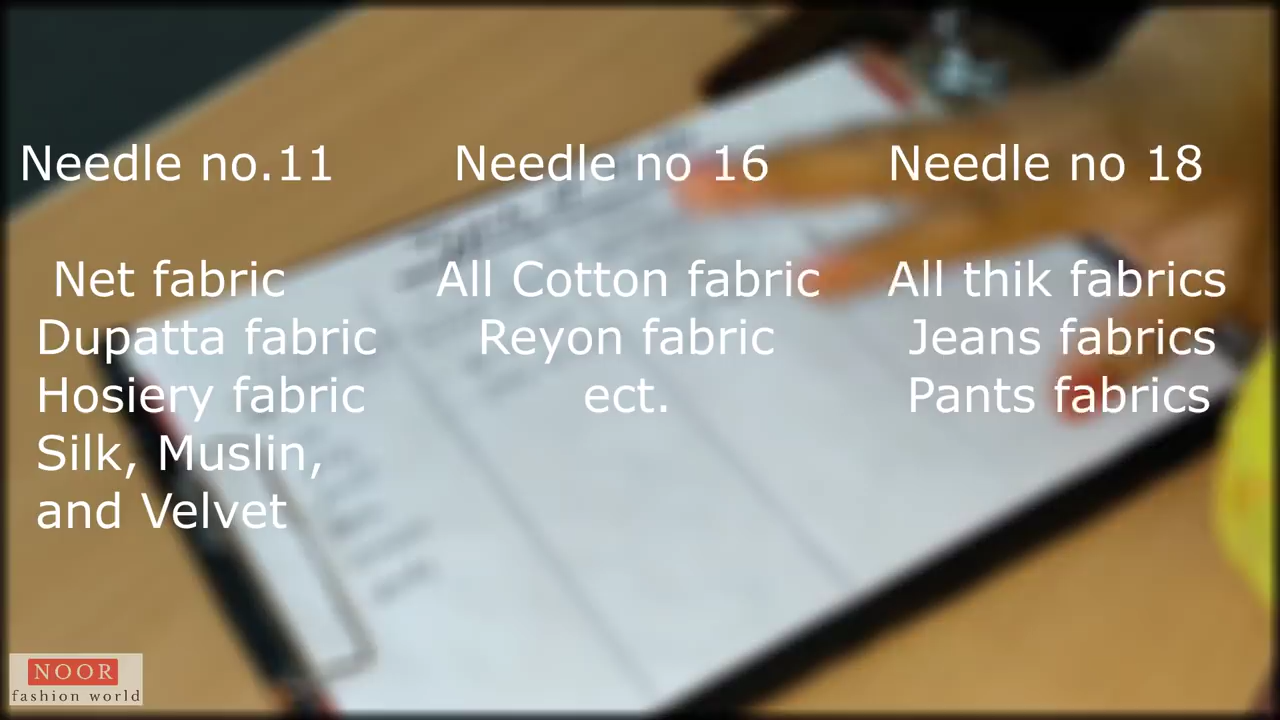 Needle no.11
Net fabric
Dupatta fabric
Hosiery fabric
Silk, Muslin,
and Velvet
Needle no 16
All Cotton fabric
Reyon fabric
ect.
Needle no 18
All thik fabrics
Jeans fabrics
Pants fabrics
NOOR
fashion world